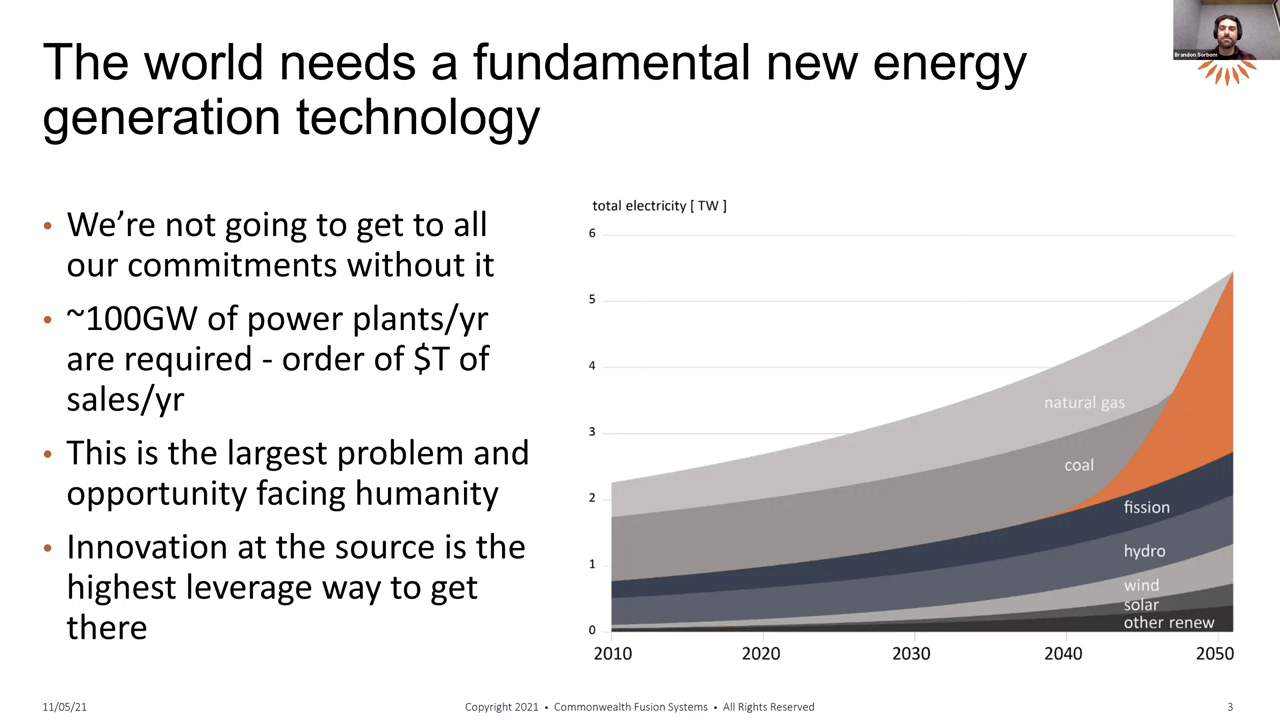 The world needs a fundamental new energy
generation technology
Brandon Sorbom
• We’re not going to get to all
our commitments without it
• ~100GW of power plants/yr
are required - order of $T of
sales/yr
• This is the largest problem and
opportunity facing humanity
• Innovation at the source is the
highest leverage way to get
there
total electricity [ TW ]
6
5
4
3
2
1
0
natural gas
coal
fission
hydro
wind
solar
other renew
2010 2020 2030 2040 2050
11/05/21 Copyright 2021 • Commonwealth Fusion Systems • All Rights Reserved 3